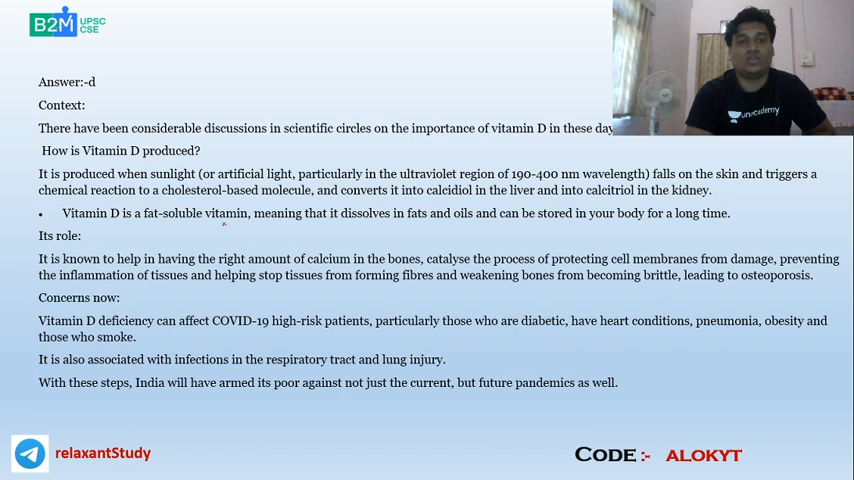 B2M UPSC
CSE
unacademy
Answer:-d
Context:
There have been considerable discussions in scientific circles on the importance of vitamin D in these day
How is Vitamin D produced?
It is produced when sunlight (or artificial light, particularly in the ultraviolet region of 190-400 nm wavelength) falls on the skin and triggers a
chemical reaction to a cholesterol-based molecule, and converts it into calcidiol in the liver and into calcitriol in the kidney.
• Vitamin D is a fat-soluble vitamin, meaning that it dissolves in fats and oils and can be stored in your body for a long time.
Its role:
It is known to help in having the right amount of calcium in the bones, catalyse the process of protecting cell membranes from damage, preventing
the inflammation of tissues and helping stop tissues from forming fibres and weakening bones from becoming brittle, leading to osteoporosis.
Concerns now:
Vitamin D deficiency can affect COVID-19 high-risk patients, particularly those who are diabetic, have heart conditions, pneumonia, obesity and
those who smoke.
It is also associated with infections in the respiratory tract and lung injury.
With these steps, India will have armed its poor against not just the current, but future pandemics as well.
relaxantStudy
CODE :- ALOKYT